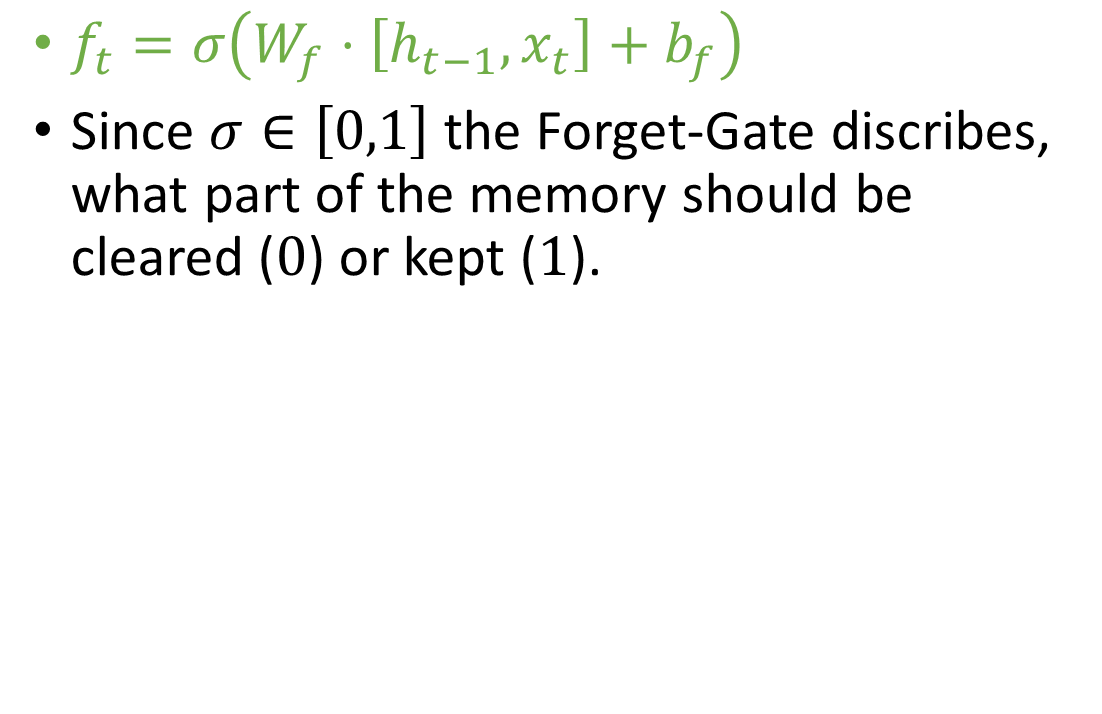 • f_t = σ(W_f · [h_{t−1}, x_t] + b_f)
• Since σ ∈ [0,1] the Forget-Gate discribes,
what part of the memory should be
cleared (0) or kept (1).